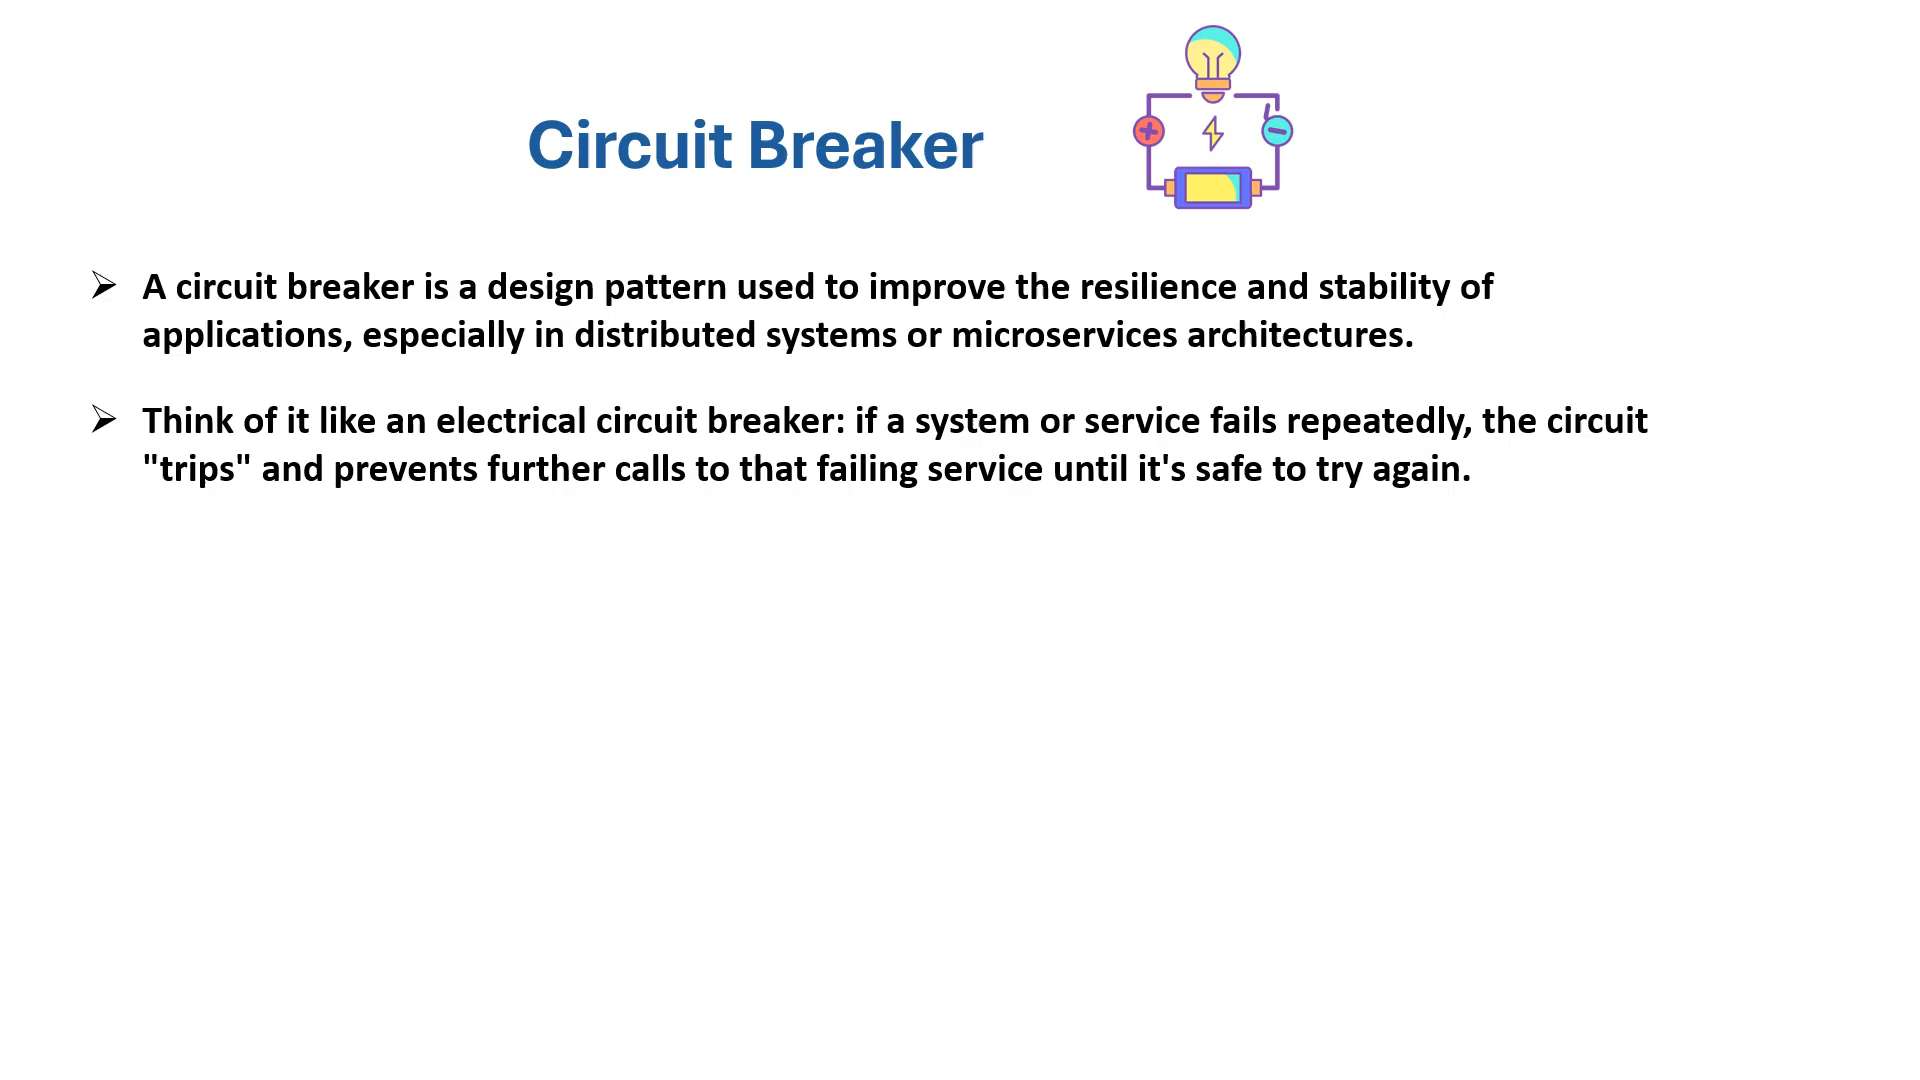 Circuit Breaker
➢ A circuit breaker is a design pattern used to improve the resilience and stability of
applications, especially in distributed systems or microservices architectures.
➢ Think of it like an electrical circuit breaker: if a system or service fails repeatedly, the circuit
"trips" and prevents further calls to that failing service until it's safe to try again.